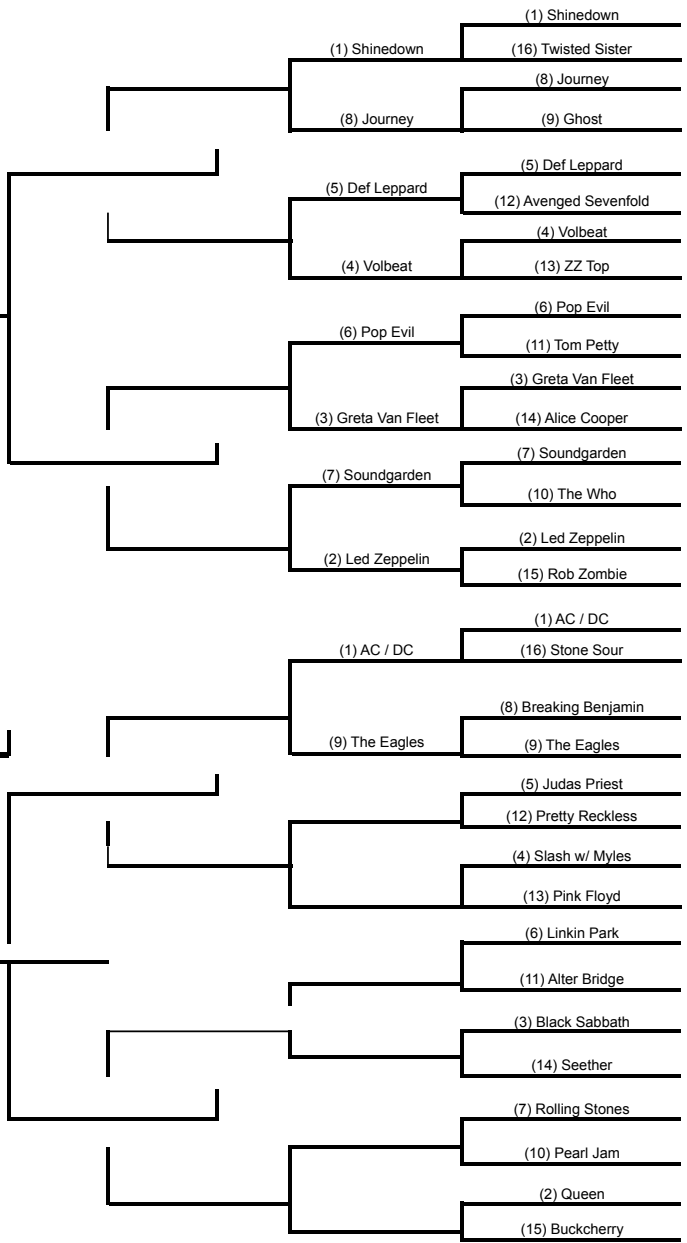 (1) Shinedown
(1) Shinedown
(16) Twisted Sister
(8) Journey
(8) Journey
(9) Ghost
(5) Def Leppard
(5) Def Leppard
(12) Avenged Sevenfold
(4) Volbeat
(4) Volbeat
(13) ZZ Top
(6) Pop Evil
(6) Pop Evil
(11) Tom Petty
(3) Greta Van Fleet
(3) Greta Van Fleet
(14) Alice Cooper
(7) Soundgarden
(7) Soundgarden
(10) The Who
(2) Led Zeppelin
(2) Led Zeppelin
(15) Rob Zombie
(1) AC / DC
(1) AC / DC
(16) Stone Sour
(8) Breaking Benjamin
(9) The Eagles
(9) The Eagles
(5) Judas Priest
(12) Pretty Reckless
(4) Slash w/ Myles
(13) Pink Floyd
(6) Linkin Park
(11) Alter Bridge
(3) Black Sabbath
(14) Seether
(7) Rolling Stones
(10) Pearl Jam
(2) Queen
(15) Buckcherry